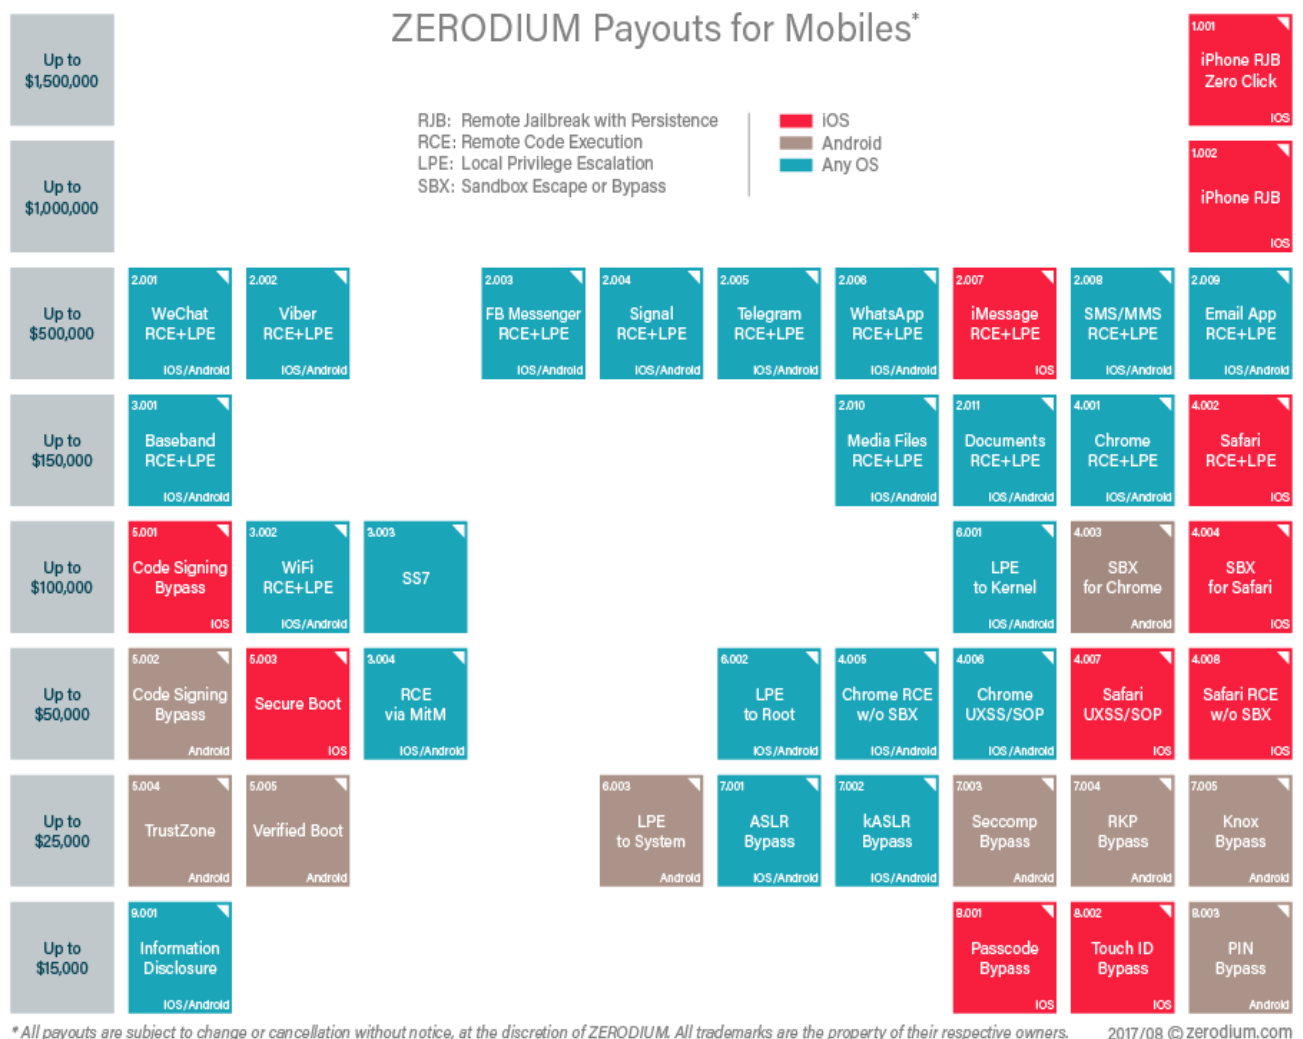 ZERODIUM Payouts for Mobiles*
RJB: Remote Jailbreak with Persistence
RCE: Remote Code Execution
LPE: Local Privilege Escalation
SBX: Sandbox Escape or Bypass
iOS
Android
Any OS
Up to
$1,500,000
1.001
iPhone RJB
Zero Click
iOS
Up to
$1,000,000
1.002
iPhone RJB
iOS
Up to
$500,000
2.001
WeChat
RCE+LPE
iOS/Android
2.002
Viber
RCE+LPE
iOS/Android
2.003
FB Messenger
RCE+LPE
iOS/Android
2.004
Signal
RCE+LPE
iOS/Android
2.005
Telegram
RCE+LPE
iOS/Android
2.006
WhatsApp
RCE+LPE
iOS/Android
2.007
iMessage
RCE+LPE
iOS
2.008
SMS/MMS
RCE+LPE
iOS/Android
2.009
Email App
RCE+LPE
iOS/Android
Up to
$150,000
3.001
Baseband
RCE+LPE
iOS/Android
2.010
Media Files
RCE+LPE
iOS/Android
2.011
Documents
RCE+LPE
iOS/Android
4.001
Chrome
RCE+LPE
iOS/Android
4.002
Safari
RCE+LPE
iOS
Up to
$100,000
5.001
Code Signing
Bypass
iOS
3.002
WiFi
RCE+LPE
iOS/Android
3.003
SS7
6.001
LPE
to Kernel
iOS/Android
4.003
SBX
for Chrome
Android
4.004
SBX
for Safari
iOS
Up to
$50,000
5.002
Code Signing
Bypass
Android
5.003
Secure Boot
iOS
3.004
RCE
via MitM
iOS/Android
6.002
LPE
to Root
iOS/Android
4.005
Chrome RCE
w/o SBX
iOS/Android
4.006
Chrome
UXSS/SOP
iOS/Android
4.007
Safari
UXSS/SOP
iOS
4.008
Safari RCE
w/o SBX
iOS
Up to
$25,000
5.004
TrustZone
Android
5.005
Verified Boot
Android
6.003
LPE
to System
Android
7.001
ASLR
Bypass
iOS/Android
7.002
kASLR
Bypass
iOS/Android
7.003
Seccomp
Bypass
Android
7.004
RKP
Bypass
Android
7.005
Knox
Bypass
Android
Up to
$15,000
9.001
Information
Disclosure
iOS/Android
8.001
Passcode
Bypass
iOS
8.002
Touch ID
Bypass
iOS
8.003
PIN
Bypass
Android
* All payouts are subject to change or cancellation without notice, at the discretion of ZERODIUM. All trademarks are the property of their respective owners.
2017/08 © zerodium.com